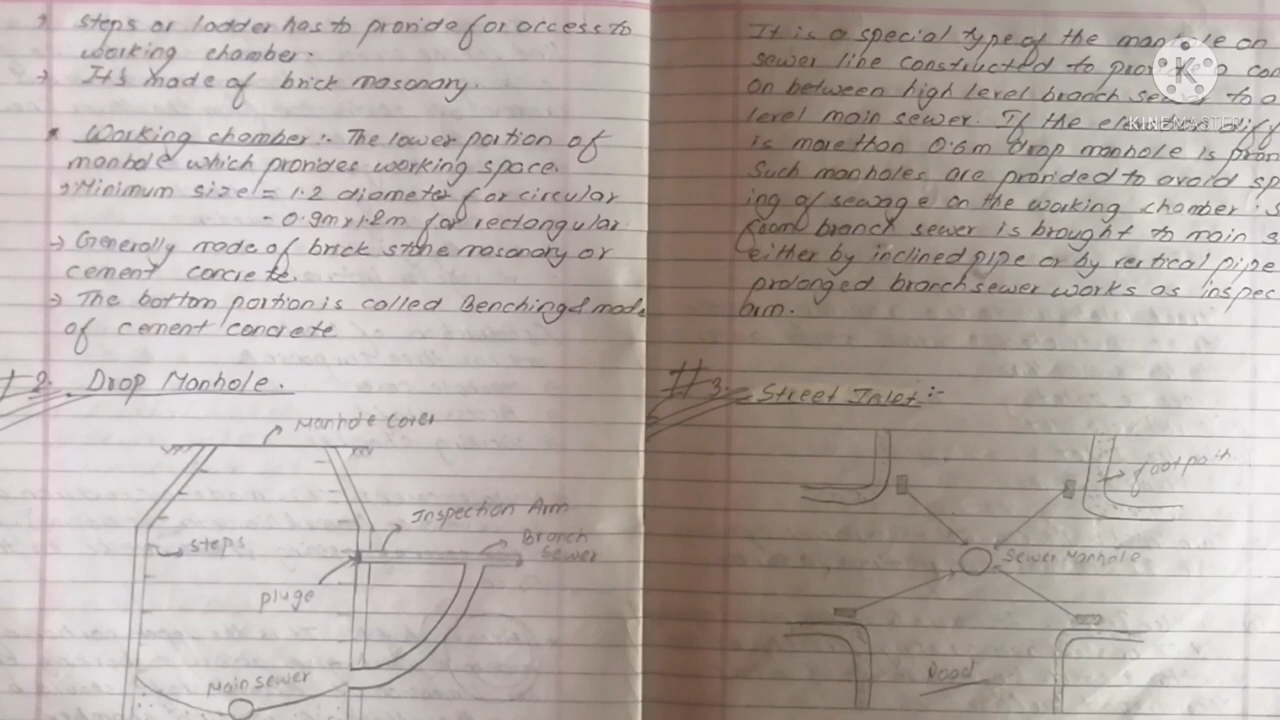 steps or ladder has to provide for access to
working chamber.
→ It's made of brick masonary.
* Working chamber :- The lower portion of
manhole which provides working space.
→ Minimum size = 1.2 diameter for circular
- 0.9m x 1.2m for rectangular
→ Generally made of brick stone masonary or
cement concrete.
→ The bottom portion is called Benching & made
of cement concrete.
# 2. Drop Manhole.
Manhole cover
Inspection Arm
Branch
sewer
steps
pluge
Main sewer
It is a special type of the manhole on
sewer line constructed to provide a con
on between high level branch sewer to a
level main sewer. If the
is more than 0.6m drop manhole is prov
Such manholes are provided to avoid sp
ing of sewage on the working chamber. S
from branch sewer is brought to main s
either by inclined pipe or by vertical pipe
prolonged branch sewer works as inspec
arm.
# 3. Street Inlet :-
footpath
Sewer Manhole
Road
K
KINEMASTER